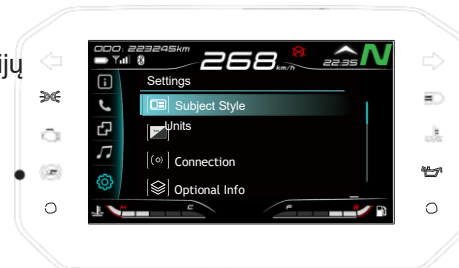 ijų
ODO: 223245km
268 km/h
22:35 N
Settings
Subject Style
Units
Connection
Optional Info
H C F E